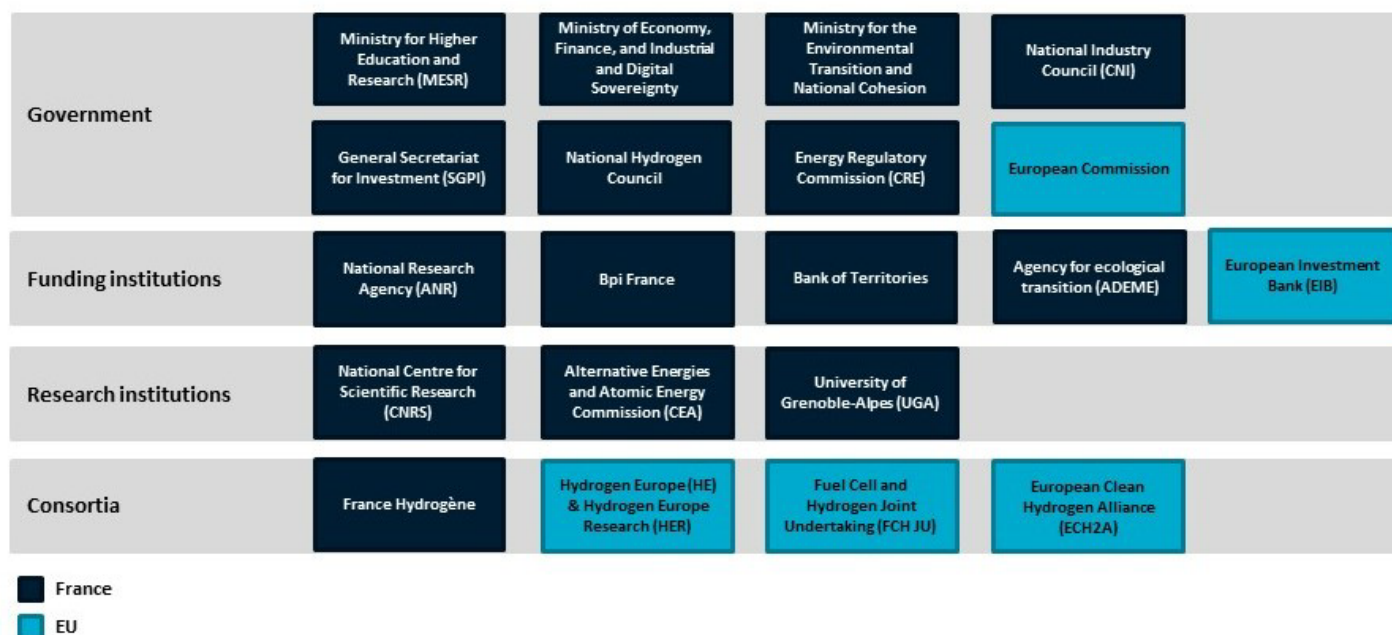 Government
Ministry for Higher
Education and
Research (MESR)
Ministry of Economy,
Finance, and Industrial
and Digital
Sovereignty
Ministry for the
Environmental
Transition and
National Cohesion
National Industry
Council (CNI)
General Secretariat
for Investment (SGPI)
National Hydrogen
Council
Energy Regulatory
Commission (CRE)
European Commission
Funding institutions
National Research
Agency (ANR)
Bpi France
Bank of Territories
Agency for ecological
transition (ADEME)
European Investment
Bank (EIB)
Research institutions
National Centre for
Scientific Research
(CNRS)
Alternative Energies
and Atomic Energy
Commission (CEA)
University of
Grenoble-Alpes (UGA)
Consortia
France Hydrogène
Hydrogen Europe (HE)
& Hydrogen Europe
Research (HER)
Fuel Cell and
Hydrogen Joint
Undertaking (FCH JU)
European Clean
Hydrogen Alliance
(ECH2A)
France
EU